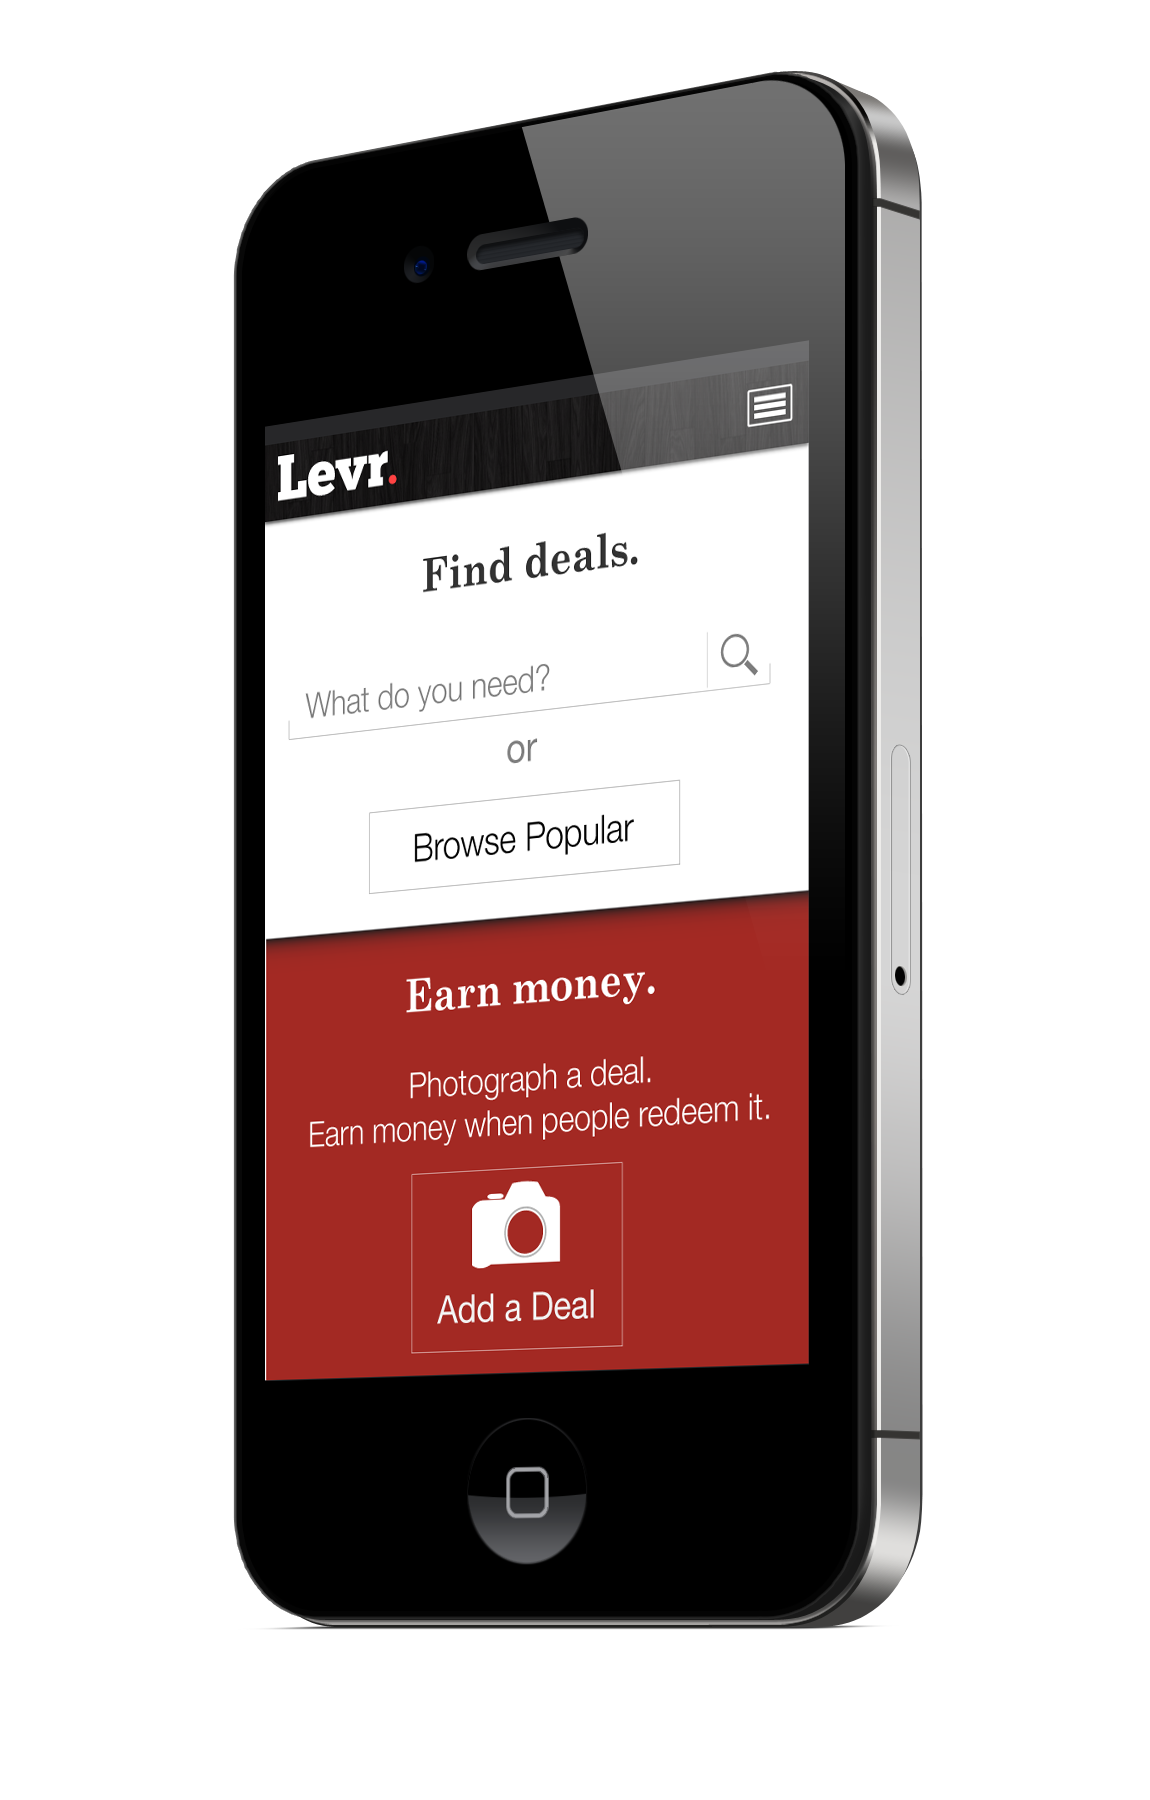 Levr.
Find deals.
What do you need?
or
Browse Popular
Earn money.
Photograph a deal.
Earn money when people redeem it.
Add a Deal